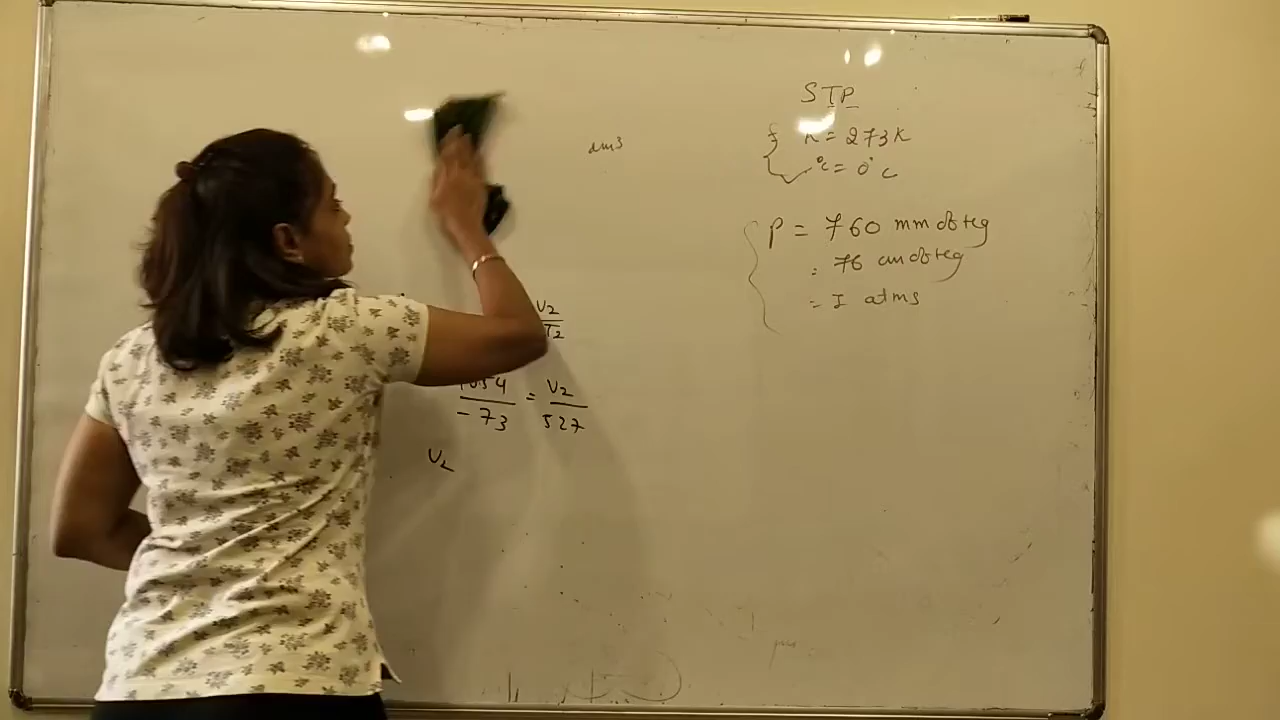 dm3
STP
K = 273K
°C = 0°C
P = 760 mm of Hg
= 76 cm of Hg
= 1 atms
V2
T2
V2
-73 = 527
V2